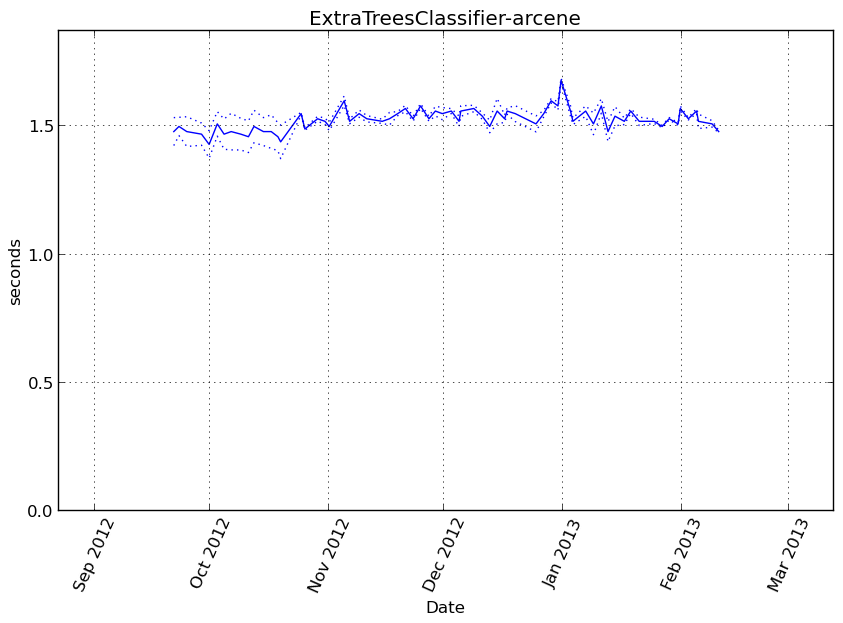 ExtraTreesClassifier-arcene
seconds
1.5
1.0
0.5
0.0
Sep 2012
Oct 2012
Nov 2012
Dec 2012
Jan 2013
Feb 2013
Mar 2013
Date